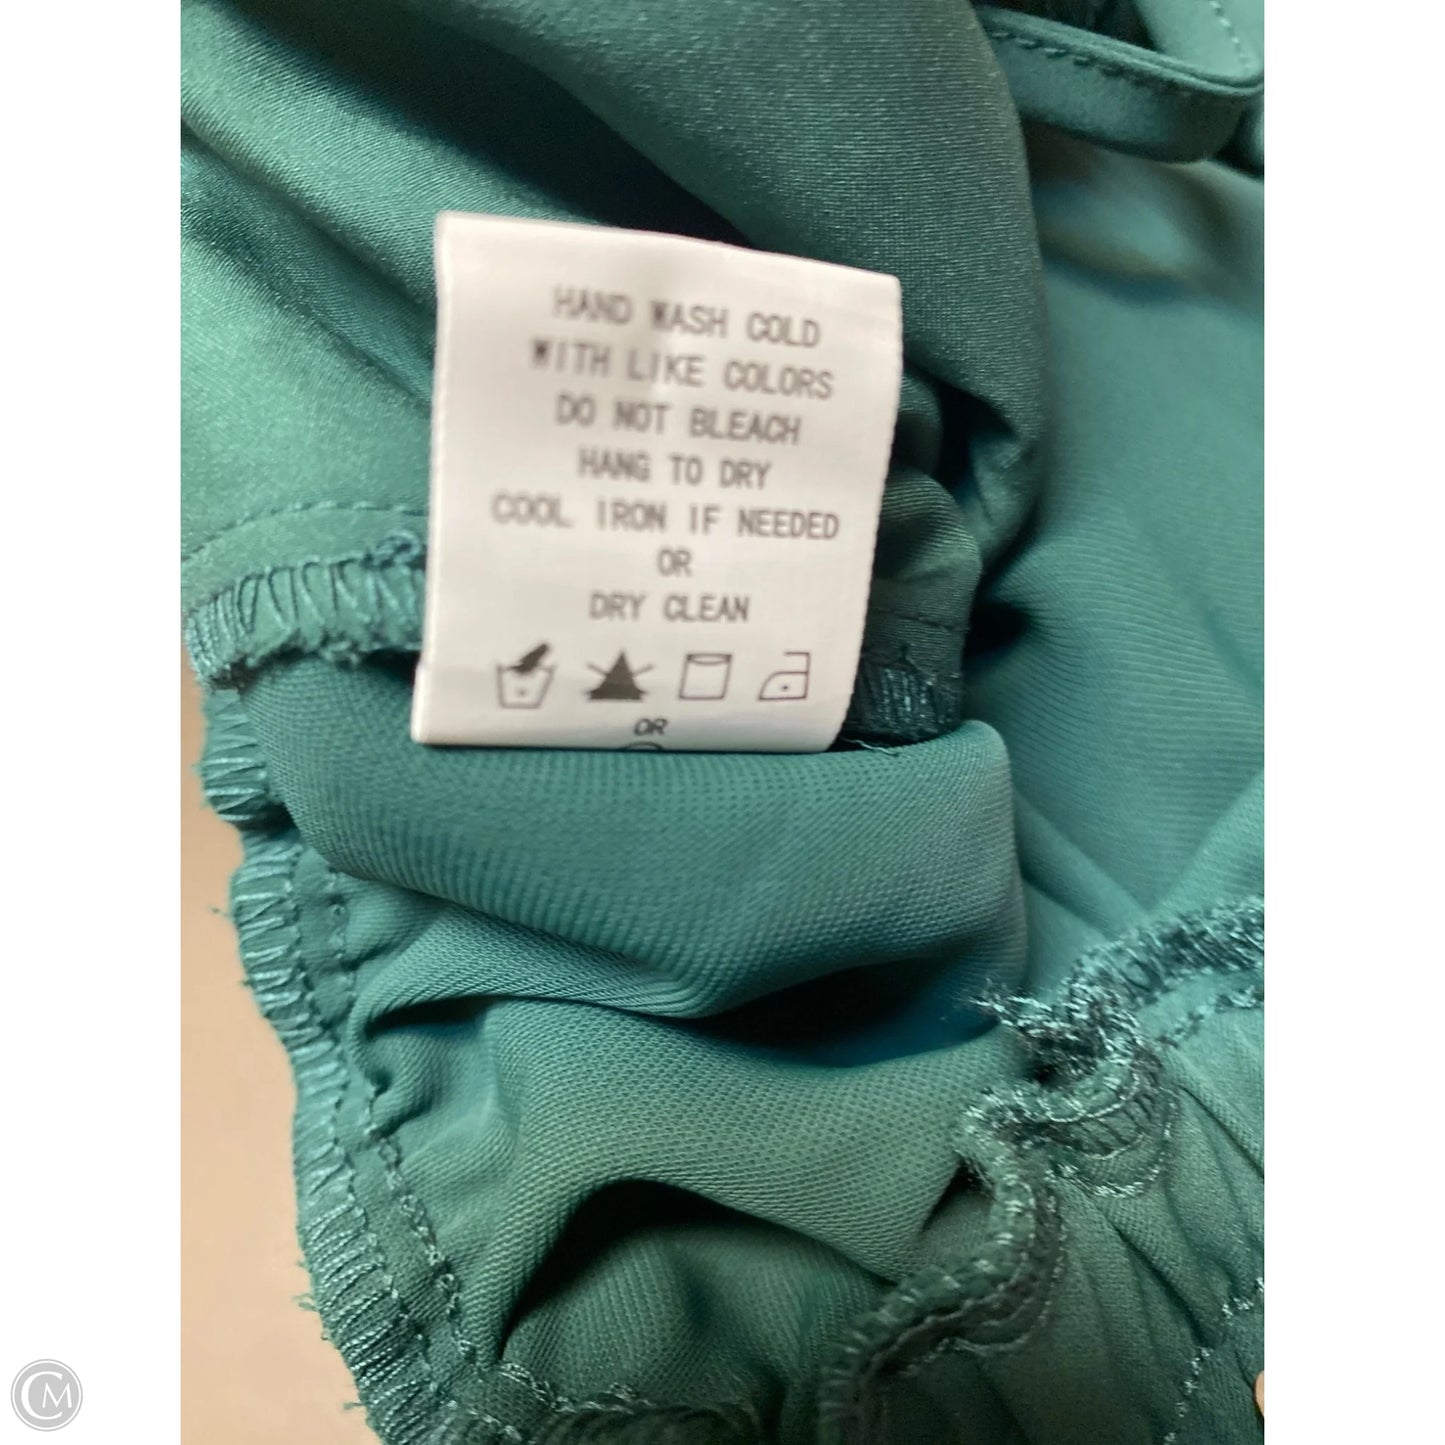 HAND WASH COLD
WITH LIKE COLORS
DO NOT BLEACH
HANG TO DRY
COOL IRON IF NEEDED
OR
DRY CLEAN
OR
CM